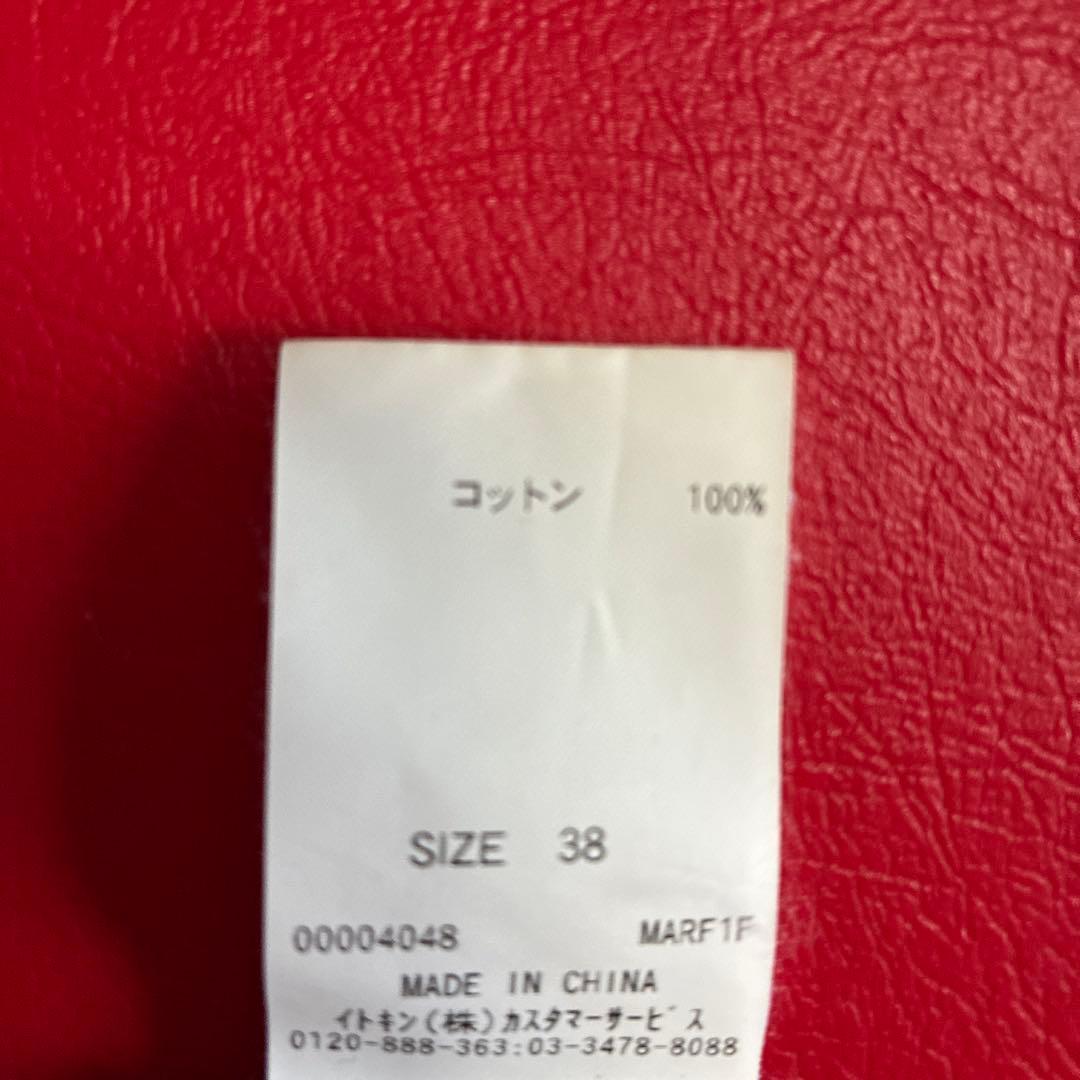 コットン 100%
SIZE 38
00004048 MARF1F
MADE IN CHINA
イトキン(株)カスタマーサービス
0120-888-363:03-3478-8088